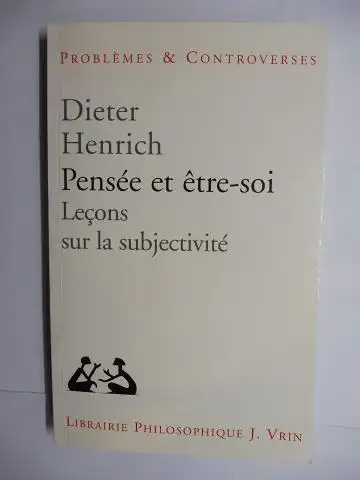 PROBLÈMES & CONTROVERSES
Dieter
Henrich
Pensée et être-soi
Leçons
sur la subjectivité
LIBRAIRIE PHILOSOPHIQUE J. VRIN